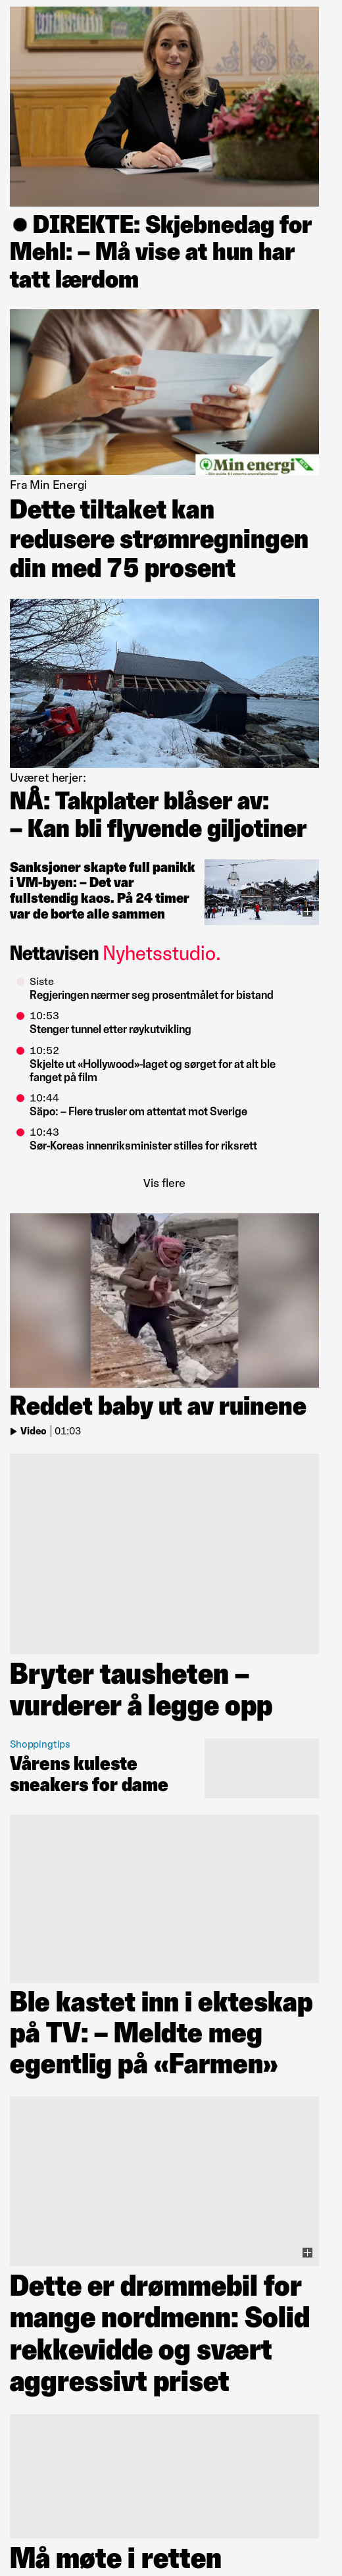 DIREKTE: Skjebnedag for
Mehl: – Må vise at hun har
tatt lærdom
Min energi
Fra Min Energi
Dette tiltaket kan
redusere strømregningen
din med 75 prosent
Uværet herjer:
NÅ: Takplater blåser av:
– Kan bli flyvende giljotiner
Sanksjoner skapte full panikk
i VM-byen: – Det var
fullstendig kaos. På 24 timer
var de borte alle sammen
Nettavisen Nyhetsstudio.
Siste
Regjeringen nærmer seg prosentmålet for bistand
10:53
Stenger tunnel etter røykutvikling
10:52
Skjelte ut «Hollywood»-laget og sørget for at alt ble
fanget på film
10:44
Säpo: – Flere trusler om attentat mot Sverige
10:43
Sør-Koreas innenriksminister stilles for riksrett
Vis flere
Reddet baby ut av ruinene
Video | 01:03
Bryter tausheten –
vurderer å legge opp
Shoppingtips
Vårens kuleste
sneakers for dame
Ble kastet inn i ekteskap
på TV: – Meldte meg
egentlig på «Farmen»
Dette er drømmebil for
mange nordmenn: Solid
rekkevidde og svært
aggressivt priset
Må møte i retten